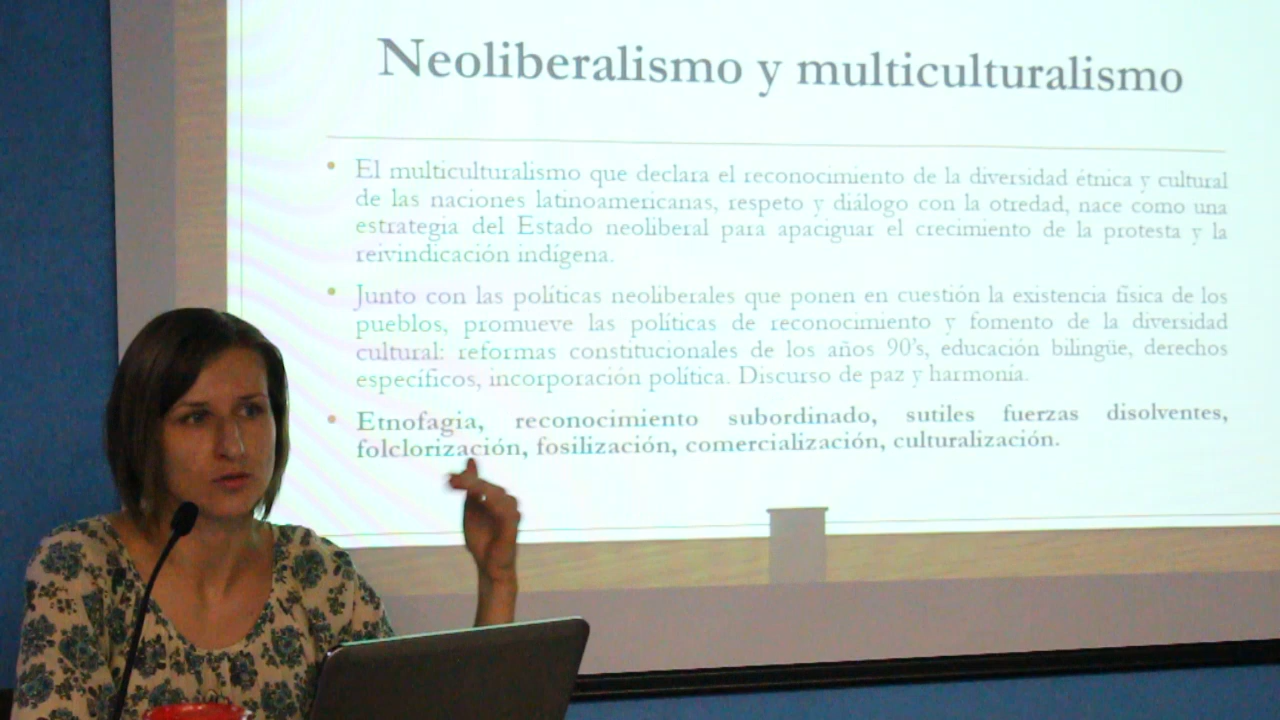 Neoliberalismo y multiculturalismo
• El multiculturalismo que declara el reconocimiento de la diversidad étnica y cultural
de las naciones latinoamericanas, respeto y diálogo con la otredad, nace como una
estrategia del Estado neoliberal para apaciguar el crecimiento de la protesta y la
reivindicación indígena.
• Junto con las políticas neoliberales que ponen en cuestión la existencia física de los
pueblos, promueve las políticas de reconocimiento y fomento de la diversidad
cultural: reformas constitucionales de los años 90's, educación bilingüe, derechos
específicos, incorporación política. Discurso de paz y harmonia.
• Etnofagia, reconocimiento subordinado, sutiles fuerzas disolventes,
folclorización, fosilización, comercialización, culturalización.